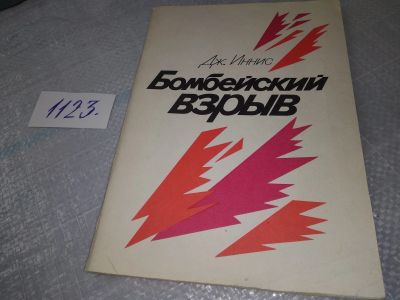 Дж. Иннис
Бомбейский
взрыв
1123.